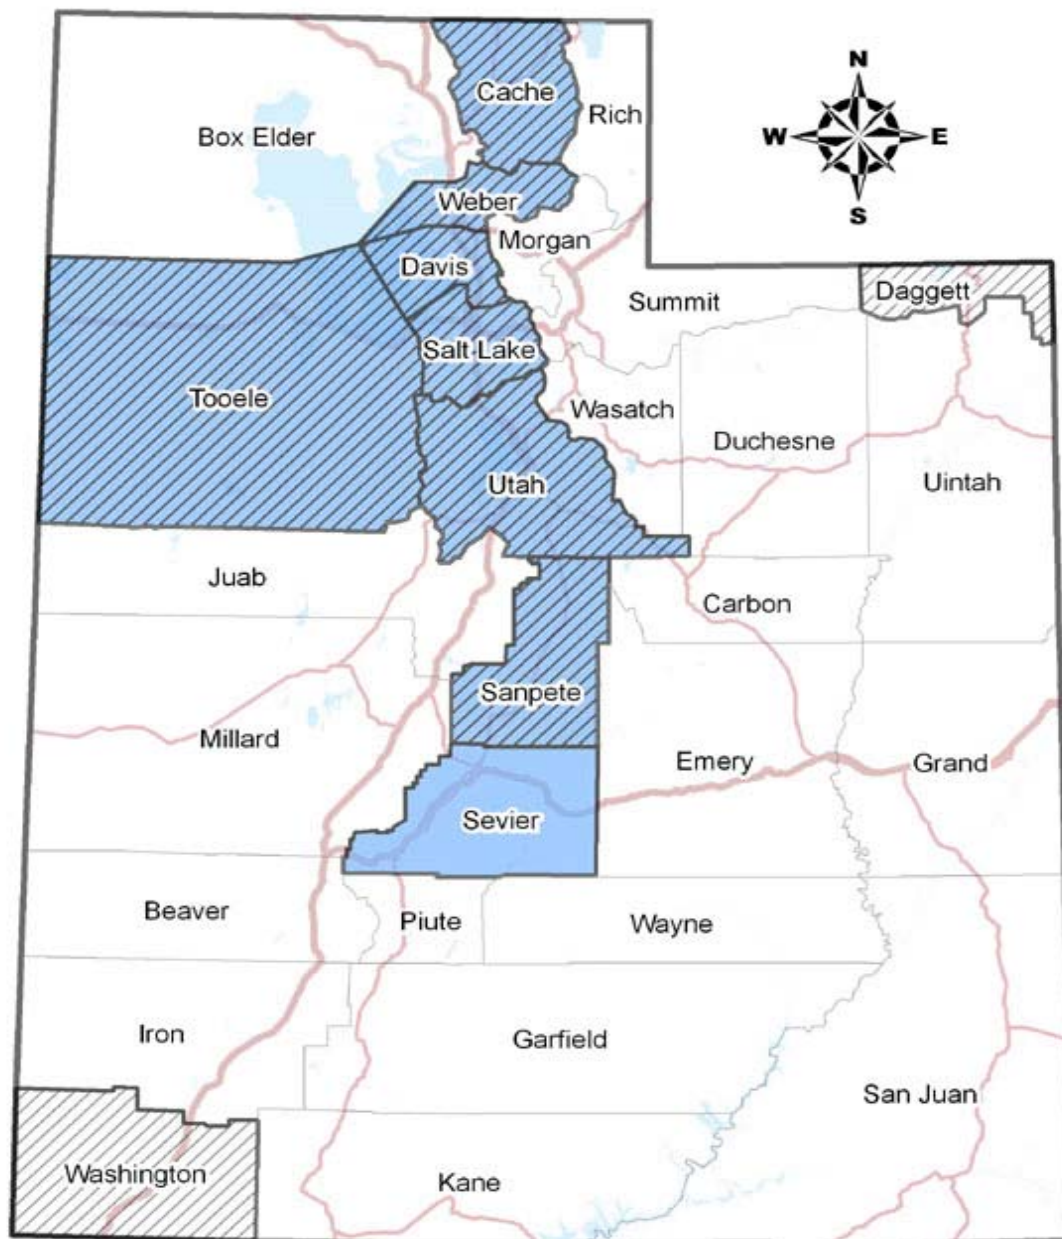 N
W E
S
Cache
Rich
Box Elder
Weber
Morgan
Davis
Daggett
Summit
Salt Lake
Tooele
Wasatch
Duchesne
Uintah
Utah
Juab
Carbon
Sanpete
Millard
Emery
Grand
Sevier
Beaver
Piute
Wayne
Iron
Garfield
San Juan
Washington
Kane